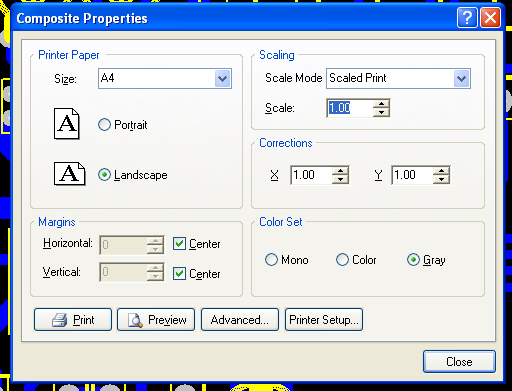 Composite Properties
Printer Paper
Size: A4
A Portrait
A Landscape
Scaling
Scale Mode Scaled Print
Scale: 1.00
Corrections
X 1.00 Y 1.00
Margins
Horizontal: 0 Center
Vertical: 0 Center
Color Set
Mono Color Gray
Print Preview Advanced... Printer Setup...
Close